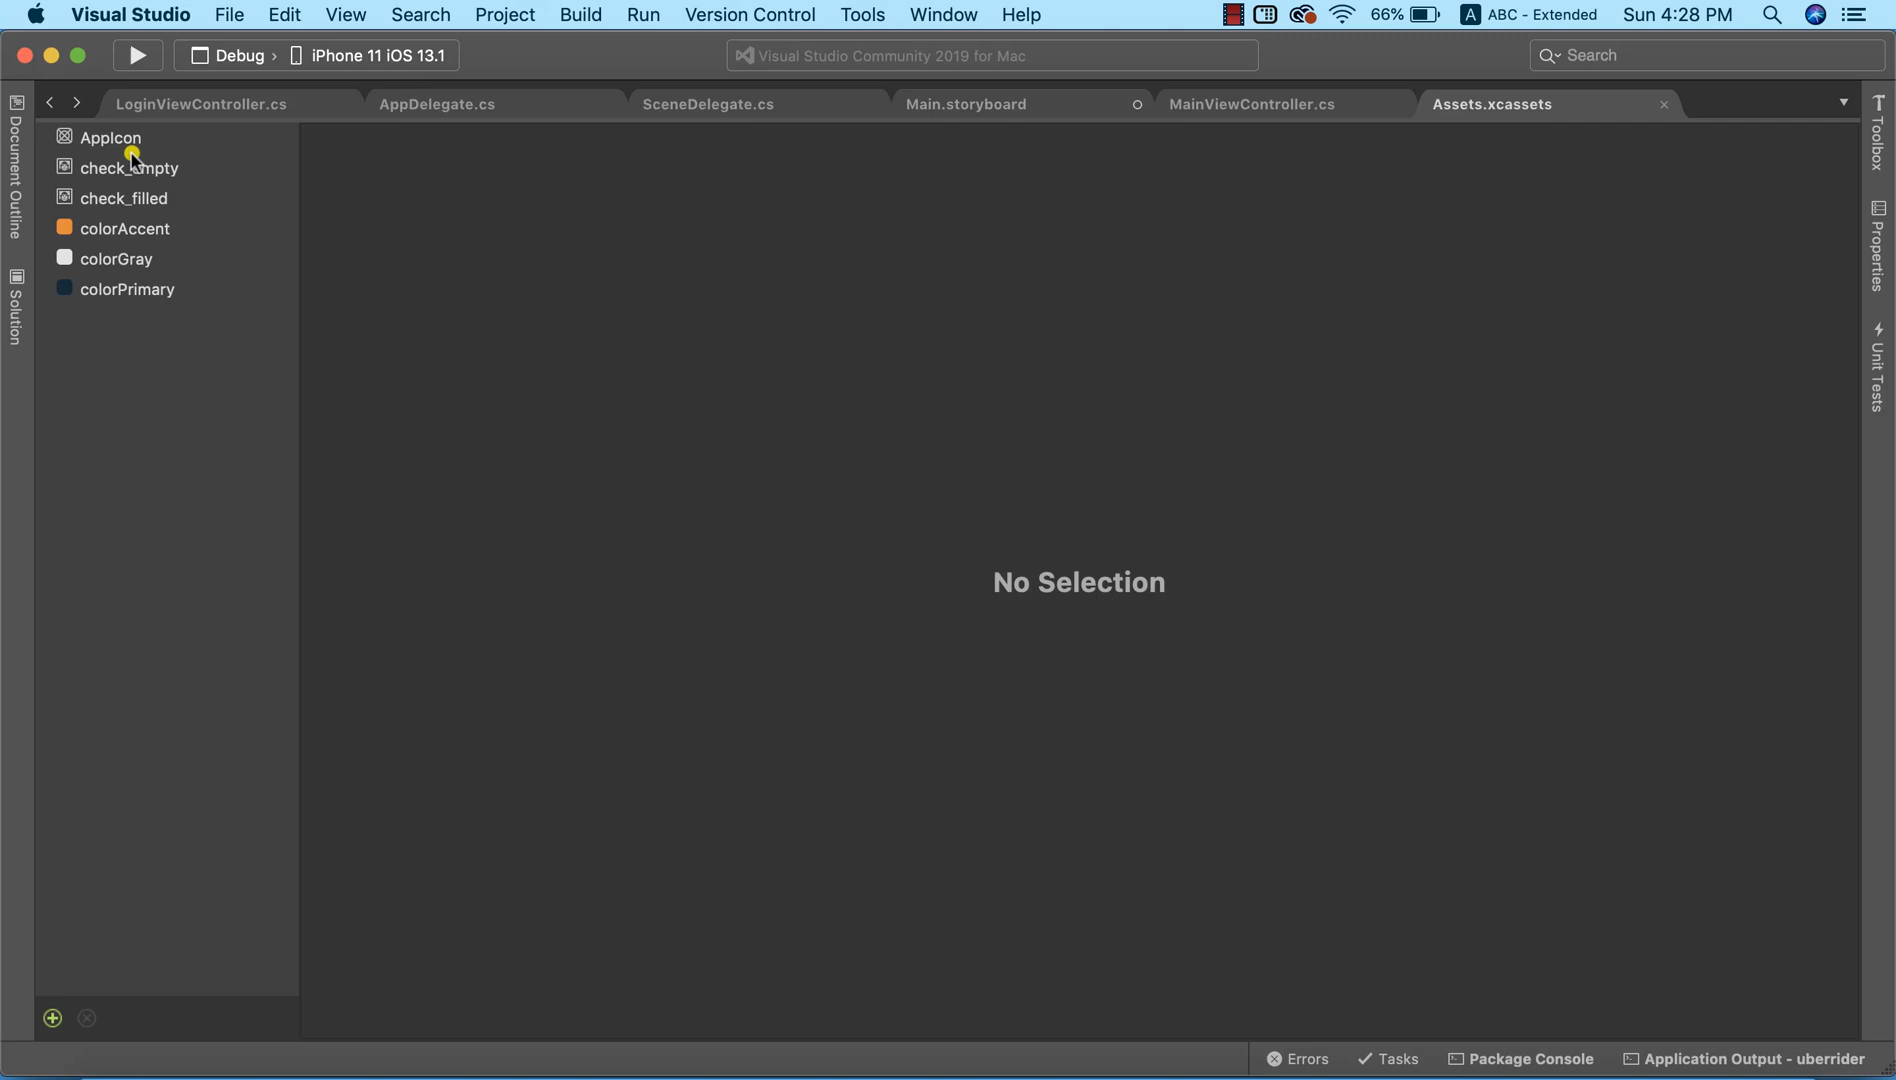 Visual Studio File Edit View Search Project Build Run Version Control Tools Window Help 66% A ABC - Extended Sun 4:28 PM
Debug › iPhone 11 iOS 13.1 Visual Studio Community 2019 for Mac Search
LoginViewController.cs AppDelegate.cs SceneDelegate.cs Main.storyboard MainViewController.cs Assets.xcassets
Document Outline
Solution
AppIcon
check_empty
check_filled
colorAccent
colorGray
colorPrimary
No Selection
Toolbox
Properties
Unit Tests
Errors Tasks Package Console Application Output - uberrider